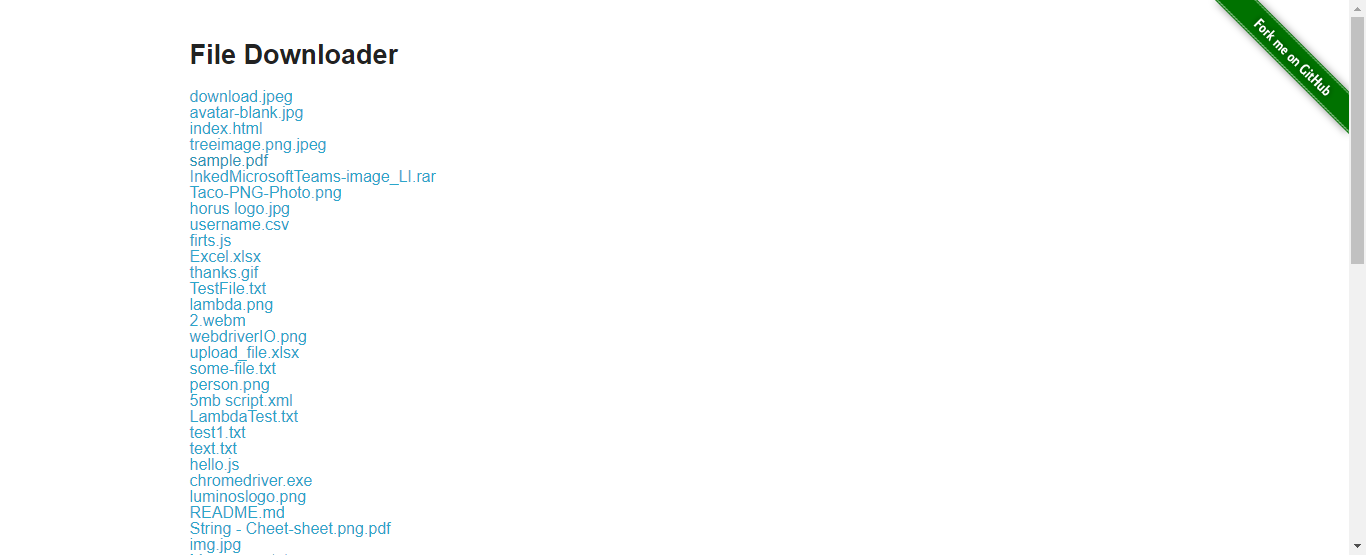 File Downloader
Fork me on GitHub
download.jpeg
avatar-blank.jpg
index.html
treeimage.png.jpeg
sample.pdf
InkedMicrosoftTeams-image_LI.rar
Taco-PNG-Photo.png
horus logo.jpg
username.csv
firts.js
Excel.xlsx
thanks.gif
TestFile.txt
lambda.png
2.webm
webdriverIO.png
upload_file.xlsx
some-file.txt
person.png
5mb script.xml
LambdaTest.txt
test1.txt
text.txt
hello.js
chromedriver.exe
luminoslogo.png
README.md
String - Cheet-sheet.png.pdf
img.jpg